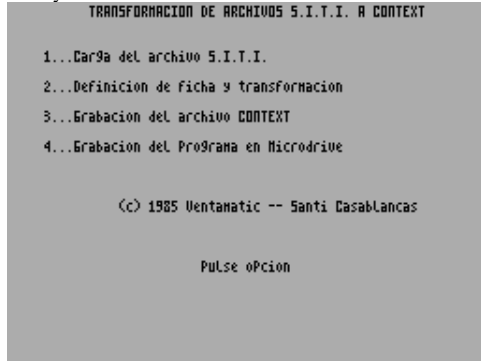 TRANSFORMACION DE ARCHIVOS S.I.T.I. A CONTEXT
1...Carga del archivo S.I.T.I.
2...Definicion de ficha y transformacion
3...Grabacion del archivo CONTEXT
4...Grabacion del Programa en Microdrive
(c) 1985 Ventamatic -- Santi Casablancas
Pulse opcion